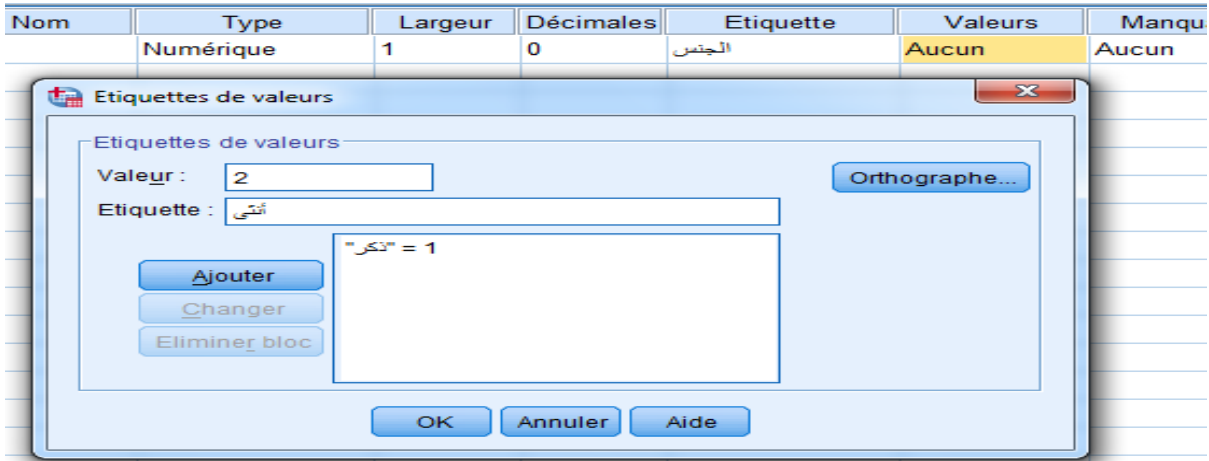 Nom Type Largeur Décimales Etiquette Valeurs Manqu
Numérique 1 0 الجنس Aucun Aucun
Etiquettes de valeurs
Etiquettes de valeurs
Valeur : 2 Orthographe...
Etiquette : أنثى
1 = "ذكر"
Ajouter
Changer
Eliminer bloc
OK Annuler Aide